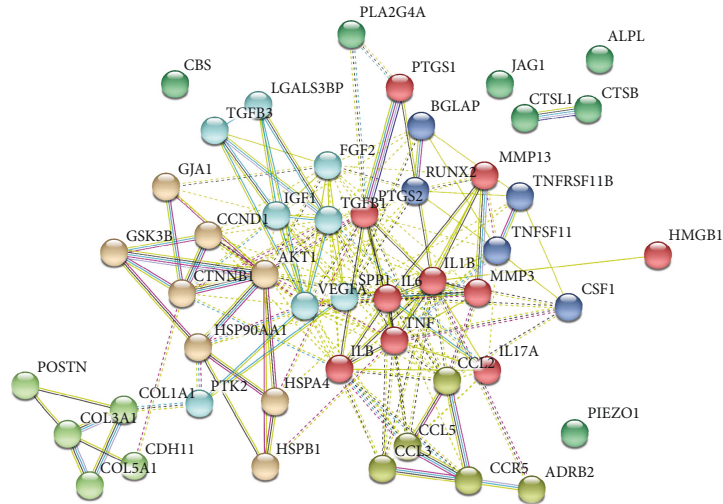 PLA2G4A
ALPL
CBS
PTGS1
JAG1
LGALS3BP
CTSL1
CTSB
TGFB3
BGLAP
FGF2
MMP13
GJA1
RUNX2
TNFRSF11B
IGF1
TGFB1
PTGS2
CCND1
TNFSF11
HMGB1
GSK3B
AKT1
IL1B
CTNNB1
SPP1
IL6
MMP3
VEGFA
CSF1
HSP90AA1
TNF
ILB
IL17A
POSTN
CCL2
COL1A1
PTK2
HSPA4
COL3A1
PIEZO1
CDH11
CCL5
HSPB1
CCL3
COL5A1
CCR5
ADRB2